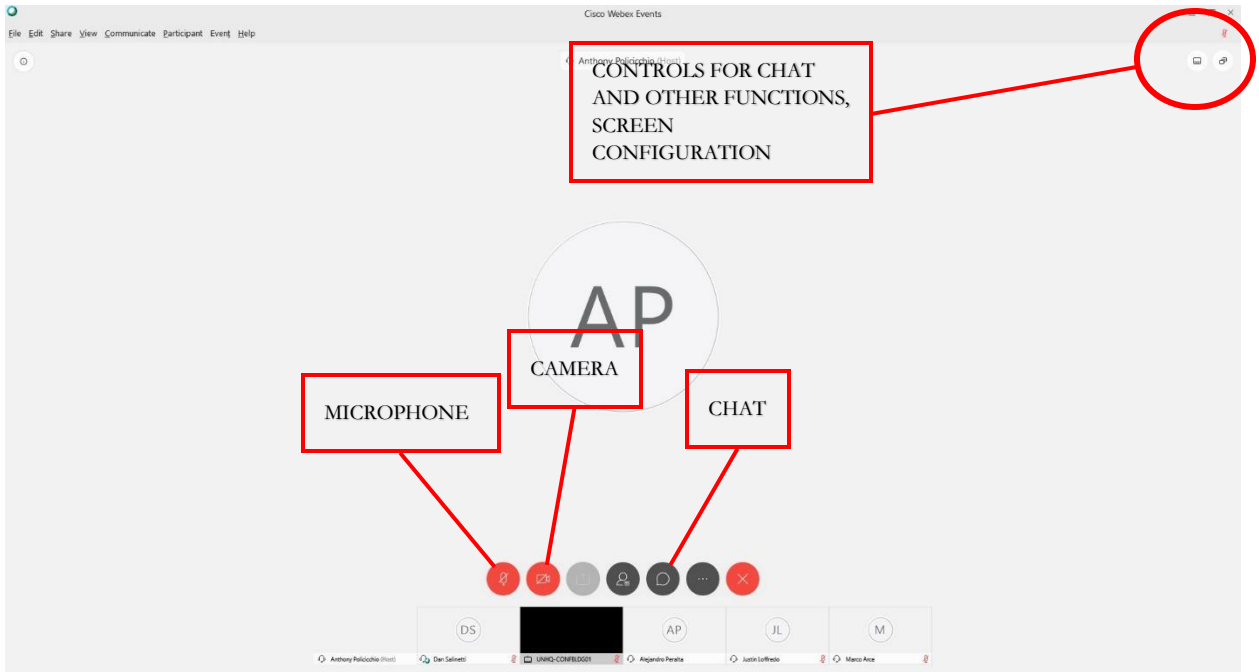 Cisco Webex Events
File Edit Share View Communicate Participant Event Help
Anthony Policicchio (Host)
CONTROLS FOR CHAT
AND OTHER FUNCTIONS,
SCREEN
CONFIGURATION
AP
CAMERA
MICROPHONE
CHAT
DS
AP
JL
M
Anthony Policicchio (Host)
Dan Salinetti
UNHQ-CONFBLDG01
Alejandro Peralta
Justin Loffredo
Marco Arce